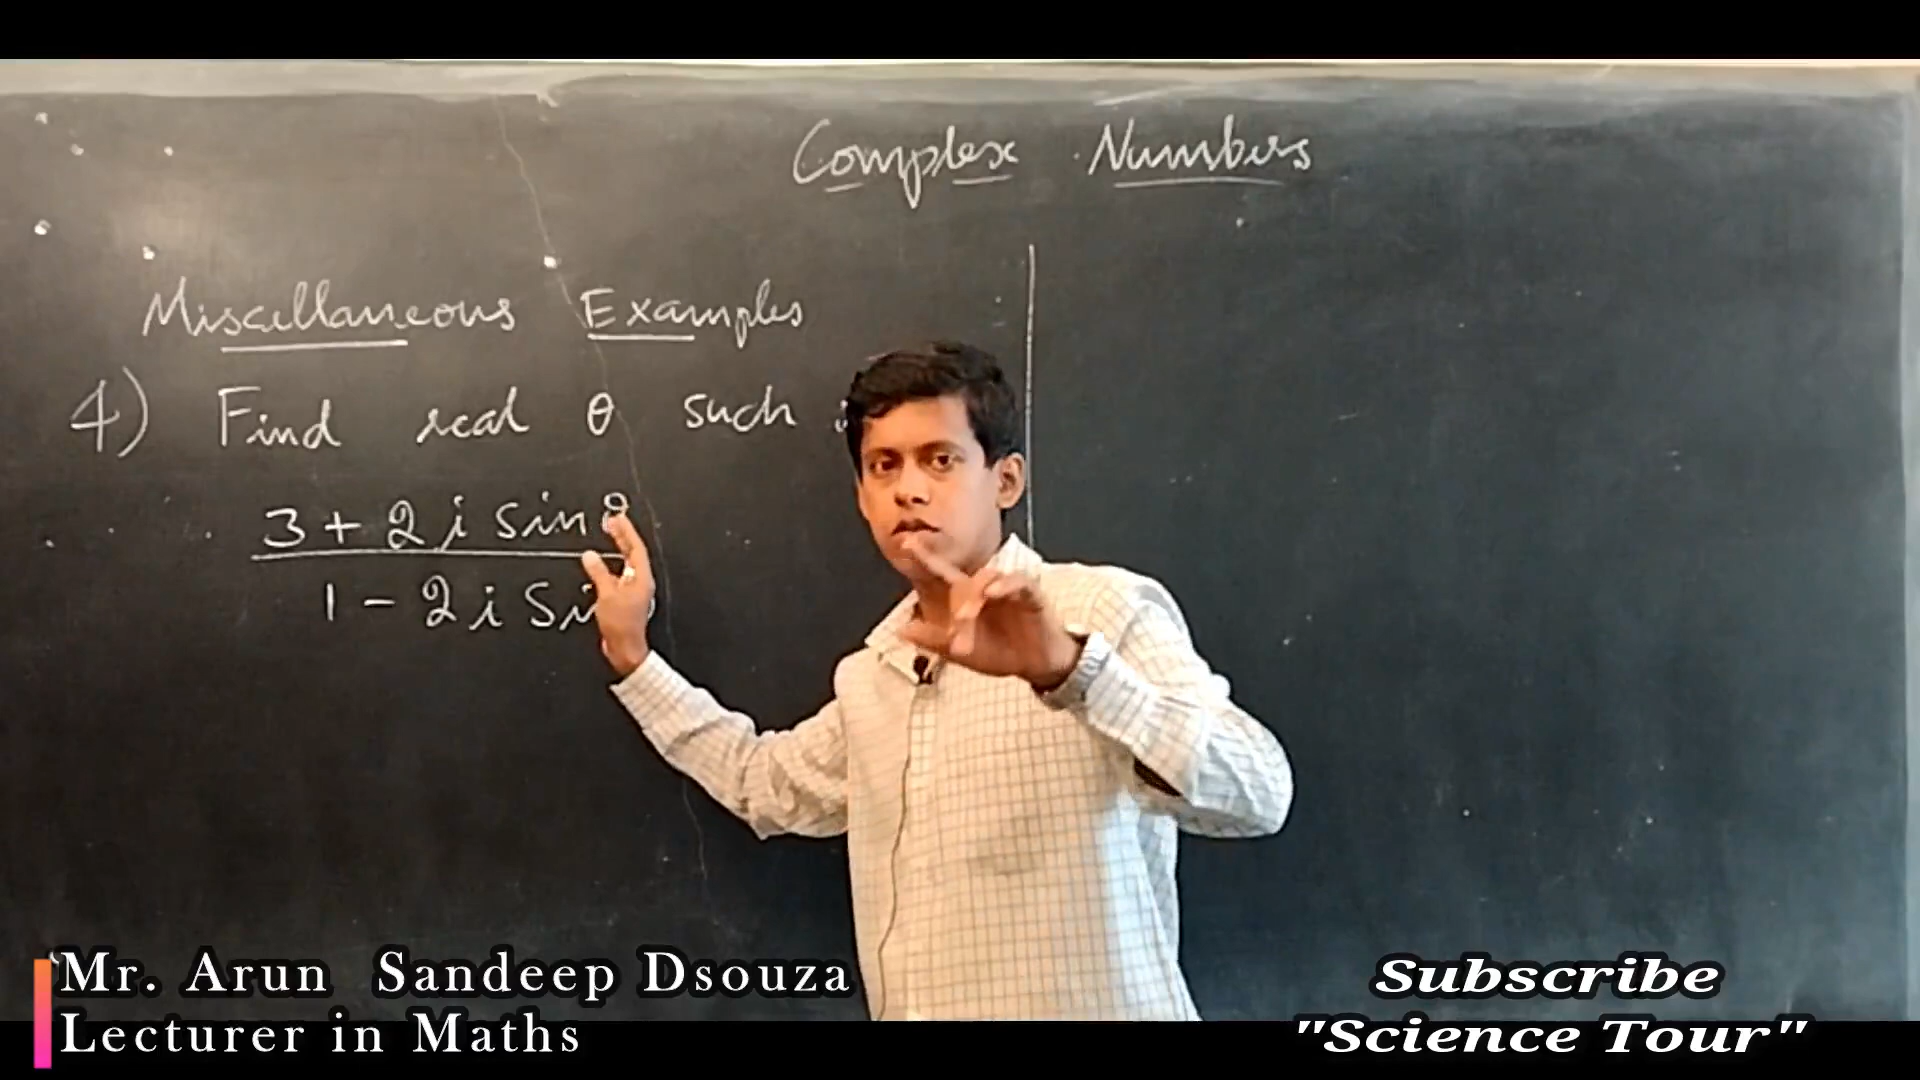 Complex Numbers
Miscellaneous Examples
4) Find real θ such
3 + 2 i Sin θ
1 - 2 i Si
Mr. Arun Sandeep Dsouza
Lecturer in Maths
Subscribe
"Science Tour"